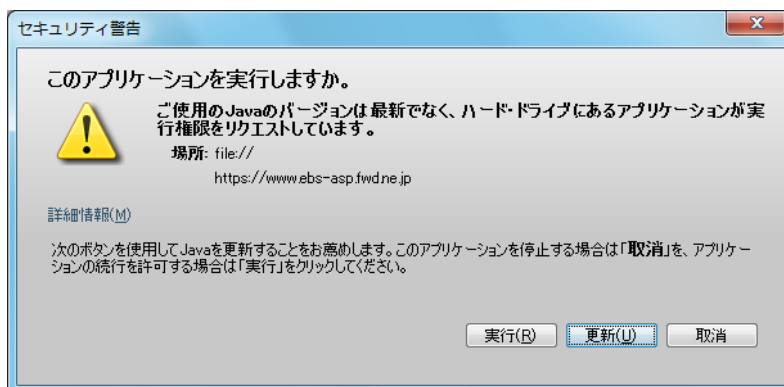 セキュリティ警告
このアプリケーションを実行しますか。
ご使用のJavaのバージョンは最新でなく、ハード・ドライブにあるアプリケーションが実
行権限をリクエストしています。
場所: file://
https://www.ebs-asp.fwd.ne.jp
詳細情報(M)
次のボタンを使用してJavaを更新することをお薦めします。このアプリケーションを停止する場合は「取消」を、アプリケー
ションの続行を許可する場合は「実行」をクリックしてください。
実行(R) 更新(U) 取消